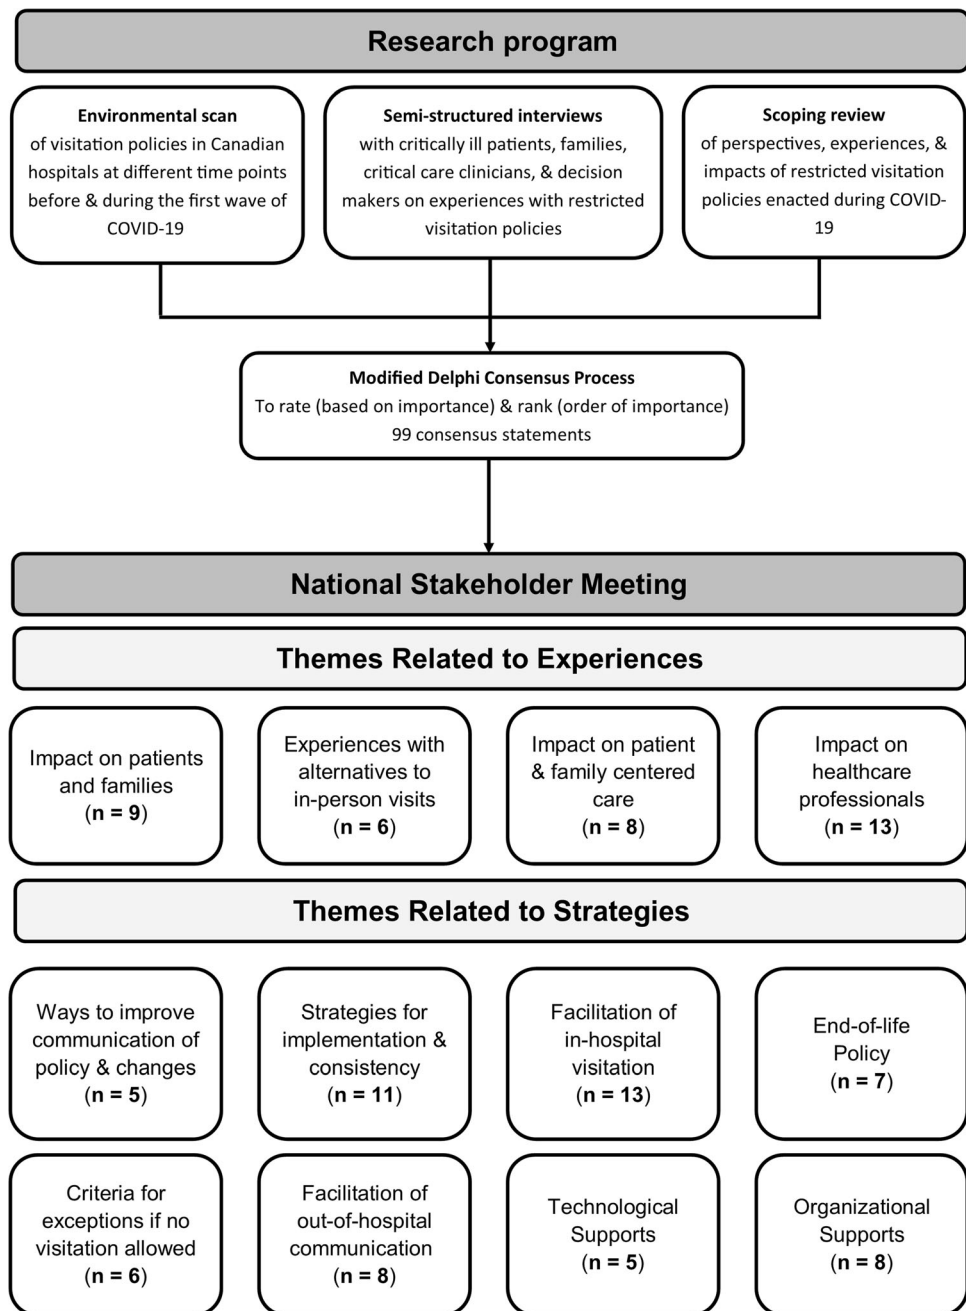 Research program
Environmental scan
of visitation policies in Canadian
hospitals at different time points
before & during the first wave of
COVID-19
Semi-structured interviews
with critically ill patients, families,
critical care clinicians, & decision
makers on experiences with restricted
visitation policies
Scoping review
of perspectives, experiences, &
impacts of restricted visitation
policies enacted during COVID-
19
Modified Delphi Consensus Process
To rate (based on importance) & rank (order of importance)
99 consensus statements
National Stakeholder Meeting
Themes Related to Experiences
Impact on patients
and families
(n = 9)
Experiences with
alternatives to
in-person visits
(n = 6)
Impact on patient
& family centered
care
(n = 8)
Impact on
healthcare
professionals
(n = 13)
Themes Related to Strategies
Ways to improve
communication of
policy & changes
(n = 5)
Strategies for
implementation &
consistency
(n = 11)
Facilitation of
in-hospital
visitation
(n = 13)
End-of-life
Policy
(n = 7)
Criteria for
exceptions if no
visitation allowed
(n = 6)
Facilitation of
out-of-hospital
communication
(n = 8)
Technological
Supports
(n = 5)
Organizational
Supports
(n = 8)